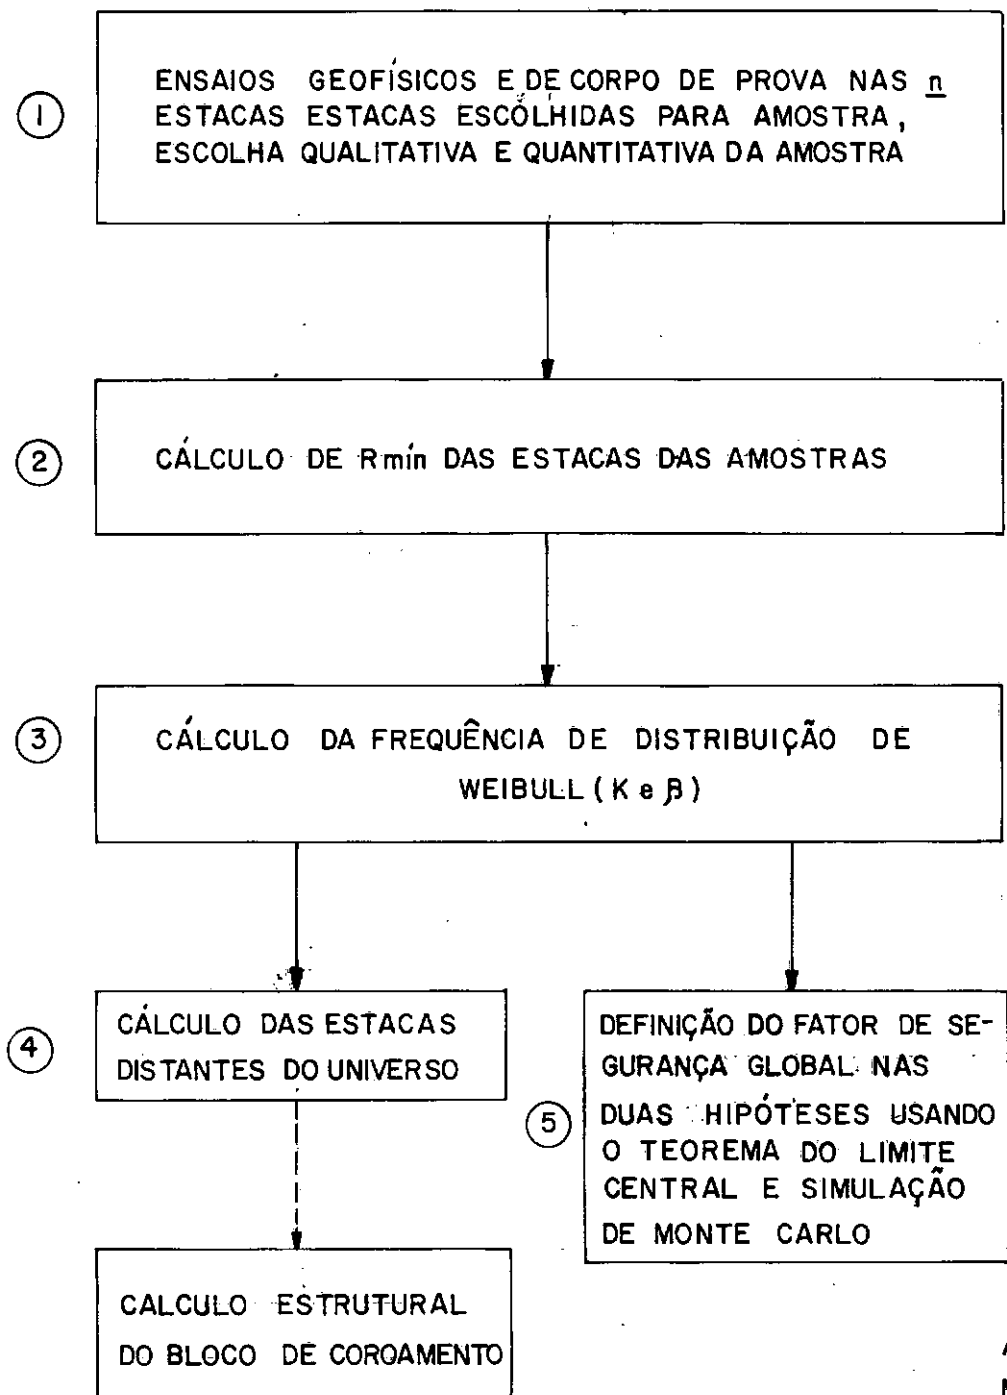 1
ENSAIOS GEOFÍSICOS E DE CORPO DE PROVA NAS n
ESTACAS ESTACAS ESCOLHIDAS PARA AMOSTRA,
ESCOLHA QUALITATIVA E QUANTITATIVA DA AMOSTRA
2
CÁLCULO DE Rmín DAS ESTACAS DAS AMOSTRAS
3
CÁLCULO DA FREQUÊNCIA DE DISTRIBUIÇÃO DE
WEIBULL (K e β)
4
CÁLCULO DAS ESTACAS
DISTANTES DO UNIVERSO
5
DEFINIÇÃO DO FATOR DE SE-
GURANÇA GLOBAL NAS
DUAS HIPÓTESES USANDO
O TEOREMA DO LIMITE
CENTRAL E SIMULAÇÃO
DE MONTE CARLO
CALCULO ESTRUTURAL
DO BLOCO DE COROAMENTO